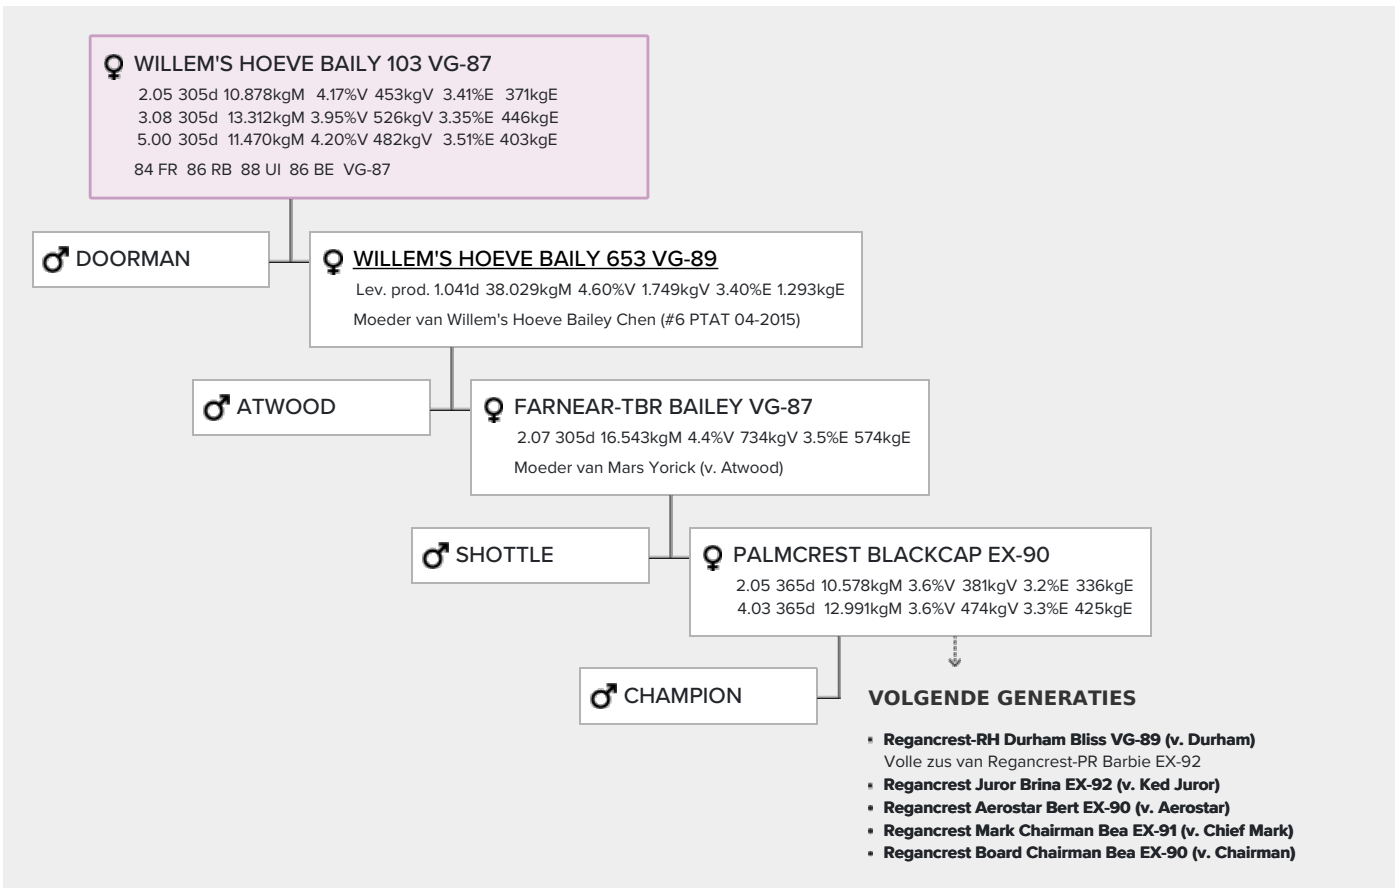 WILLEM'S HOEVE BAILY 103 VG-87
2.05 305d 10.878kgM 4.17%V 453kgV 3.41%E 371kgE
3.08 305d 13.312kgM 3.95%V 526kgV 3.35%E 446kgE
5.00 305d 11.470kgM 4.20%V 482kgV 3.51%E 403kgE
84 FR 86 RB 88 UI 86 BE VG-87
DOORMAN
WILLEM'S HOEVE BAILY 653 VG-89
Lev. prod. 1.041d 38.029kgM 4.60%V 1.749kgV 3.40%E 1.293kgE
Moeder van Willem's Hoeve Bailey Chen (#6 PTAT 04-2015)
ATWOOD
FARNEAR-TBR BAILEY VG-87
2.07 305d 16.543kgM 4.4%V 734kgV 3.5%E 574kgE
Moeder van Mars Yorick (v. Atwood)
SHOTTLE
PALMCREST BLACKCAP EX-90
2.05 365d 10.578kgM 3.6%V 381kgV 3.2%E 336kgE
4.03 365d 12.991kgM 3.6%V 474kgV 3.3%E 425kgE
CHAMPION
VOLGENDE GENERATIES
• Regancrest-RH Durham Bliss VG-89 (v. Durham)
Volle zus van Regancrest-PR Barbie EX-92
• Regancrest Juror Brina EX-92 (v. Ked Juror)
• Regancrest Aerostar Bert EX-90 (v. Aerostar)
• Regancrest Mark Chairman Bea EX-91 (v. Chief Mark)
• Regancrest Board Chairman Bea EX-90 (v. Chairman)